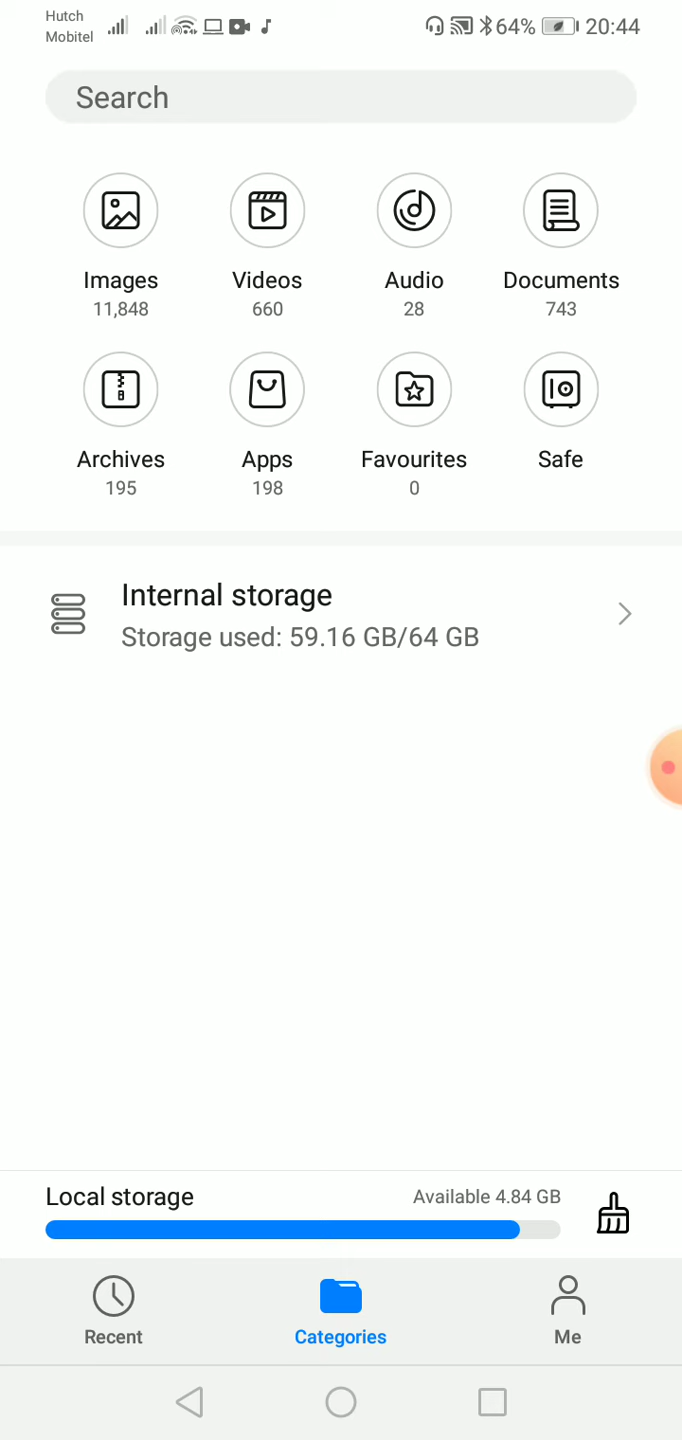 Hutch
Mobitel
64%
20:44
Search
Images
Videos
Audio
Documents
11,848
660
28
743
Archives
Apps
Favourites
Safe
195
198
0
Internal storage
Storage used: 59.16 GB/64 GB
Local storage
Available 4.84 GB
Recent
Categories
Me